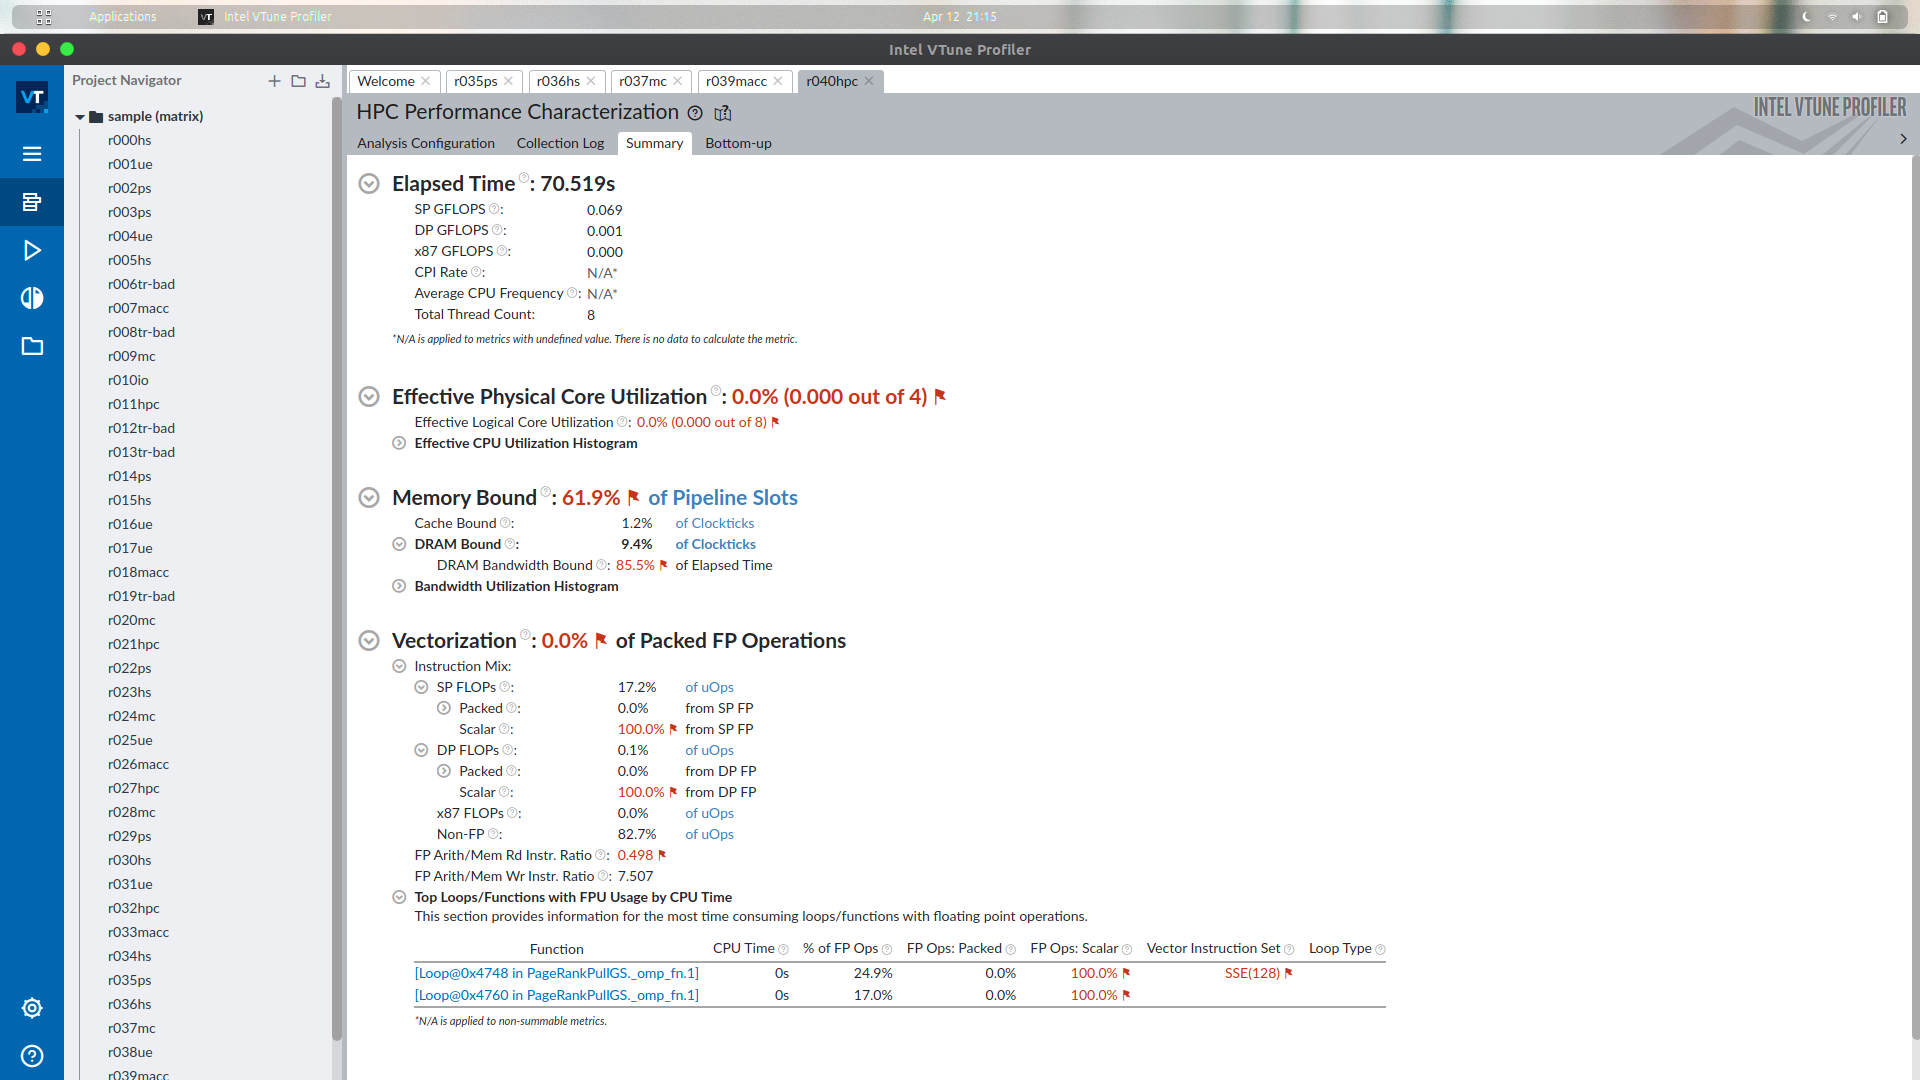 Applications
VT Intel VTune Profiler
Apr 12 21:15
Intel VTune Profiler
VT
Project Navigator
sample (matrix)
r000hs
r001ue
r002ps
r003ps
r004ue
r005hs
r006tr-bad
r007macc
r008tr-bad
r009mc
r010io
r011hpc
r012tr-bad
r013tr-bad
r014ps
r015hs
r016ue
r017ue
r018macc
r019tr-bad
r020mc
r021hpc
r022ps
r023hs
r024mc
r025ue
r026macc
r027hpc
r028mc
r029ps
r030hs
r031ue
r032hpc
r033macc
r034hs
r035ps
r036hs
r037mc
r038ue
r039macc
Welcome r035ps r036hs r037mc r039macc r040hpc
HPC Performance Characterization
INTEL VTUNE PROFILER
Analysis Configuration Collection Log Summary Bottom-up
Elapsed Time: 70.519s
SP GFLOPS: 0.069
DP GFLOPS: 0.001
x87 GFLOPS: 0.000
CPI Rate: N/A*
Average CPU Frequency: N/A*
Total Thread Count: 8
*N/A is applied to metrics with undefined value. There is no data to calculate the metric.
Effective Physical Core Utilization: 0.0% (0.000 out of 4)
Effective Logical Core Utilization: 0.0% (0.000 out of 8)
Effective CPU Utilization Histogram
Memory Bound: 61.9% of Pipeline Slots
Cache Bound: 1.2% of Clockticks
DRAM Bound: 9.4% of Clockticks
DRAM Bandwidth Bound: 85.5% of Elapsed Time
Bandwidth Utilization Histogram
Vectorization: 0.0% of Packed FP Operations
Instruction Mix:
SP FLOPs: 17.2% of uOps
Packed: 0.0% from SP FP
Scalar: 100.0% from SP FP
DP FLOPs: 0.1% of uOps
Packed: 0.0% from DP FP
Scalar: 100.0% from DP FP
x87 FLOPs: 0.0% of uOps
Non-FP: 82.7% of uOps
FP Arith/Mem Rd Instr. Ratio: 0.498
FP Arith/Mem Wr Instr. Ratio: 7.507
Top Loops/Functions with FPU Usage by CPU Time
This section provides information for the most time consuming loops/functions with floating point operations.
Function CPU Time % of FP Ops FP Ops: Packed FP Ops: Scalar Vector Instruction Set Loop Type
[Loop@0x4748 in PageRankPullGS._omp_fn.1] 0s 24.9% 0.0% 100.0% SSE(128)
[Loop@0x4760 in PageRankPullGS._omp_fn.1] 0s 17.0% 0.0% 100.0%
*N/A is applied to non-summable metrics.